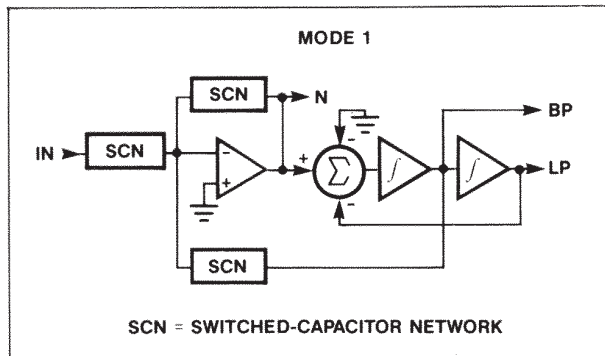 MODE 1
SCN
N
IN
SCN
-
+
+
-
Σ
-
∫
∫
BP
LP
SCN
SCN = SWITCHED-CAPACITOR NETWORK